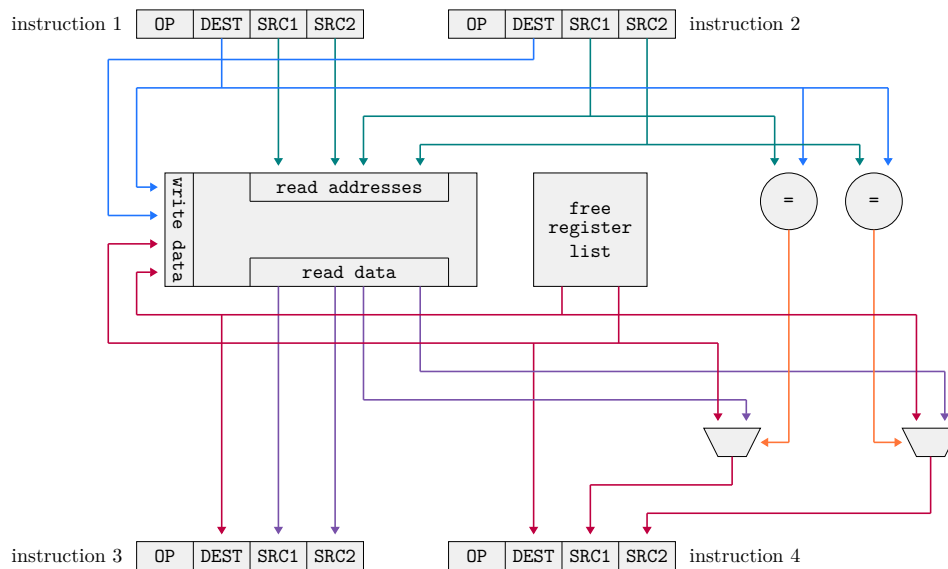 instruction 1 OP DEST SRC1 SRC2
OP DEST SRC1 SRC2 instruction 2
write data
read addresses
free
register
list
=
=
read data
instruction 3 OP DEST SRC1 SRC2
OP DEST SRC1 SRC2 instruction 4